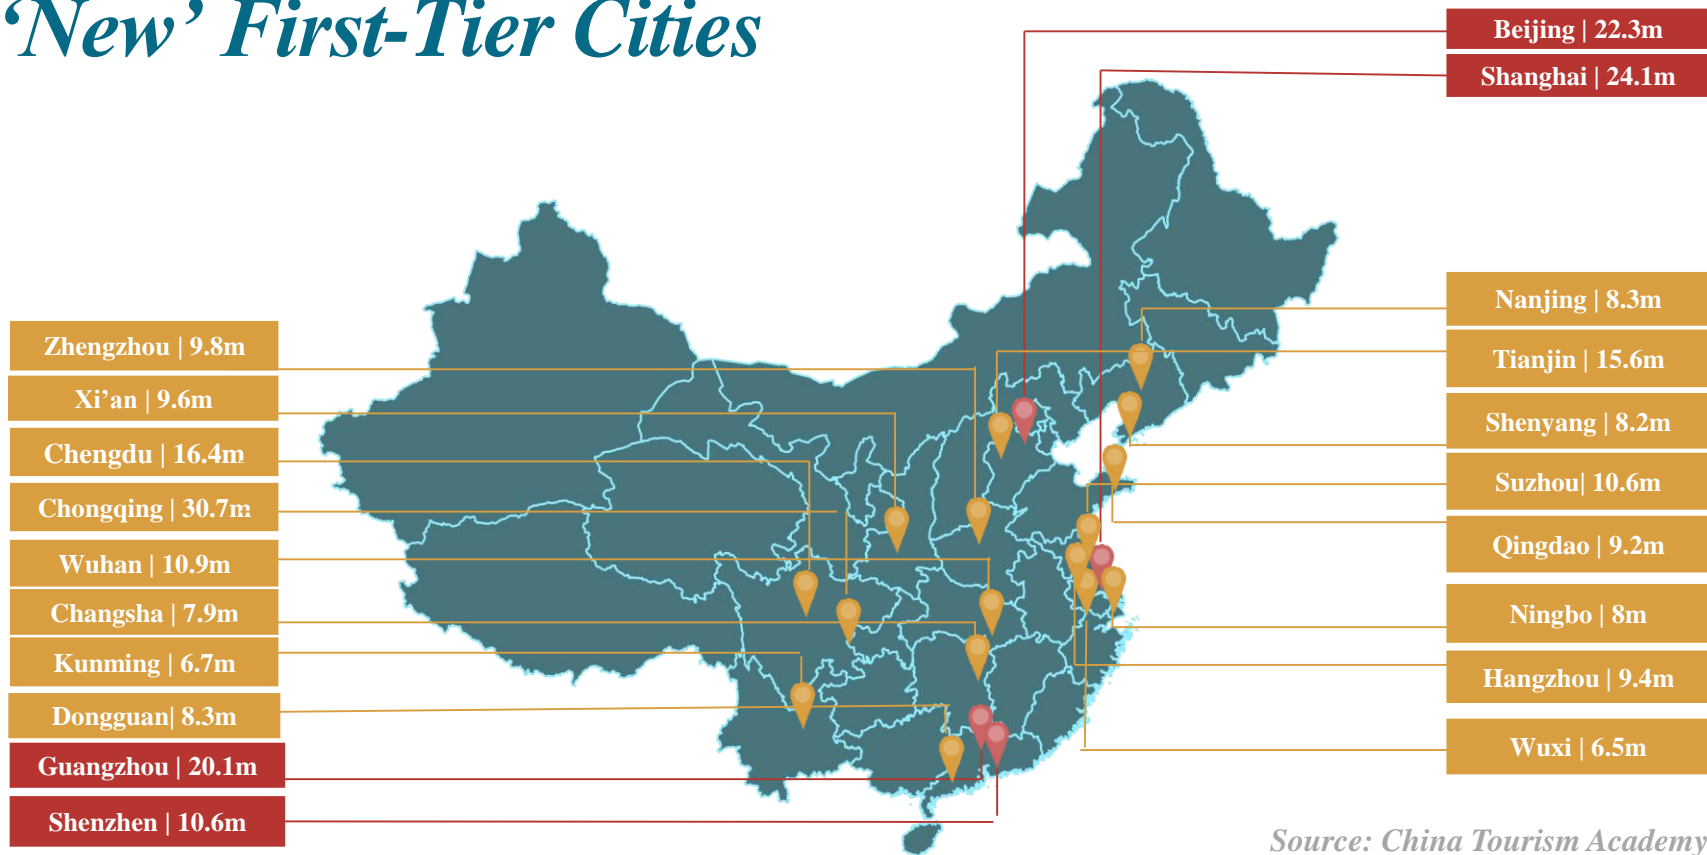 ‘New’ First-Tier Cities
Beijing | 22.3m
Shanghai | 24.1m
Zhengzhou | 9.8m
Xi’an | 9.6m
Chengdu | 16.4m
Chongqing | 30.7m
Wuhan | 10.9m
Changsha | 7.9m
Kunming | 6.7m
Dongguan| 8.3m
Guangzhou | 20.1m
Shenzhen | 10.6m
Nanjing | 8.3m
Tianjin | 15.6m
Shenyang | 8.2m
Suzhou| 10.6m
Qingdao | 9.2m
Ningbo | 8m
Hangzhou | 9.4m
Wuxi | 6.5m
Source: China Tourism Academy